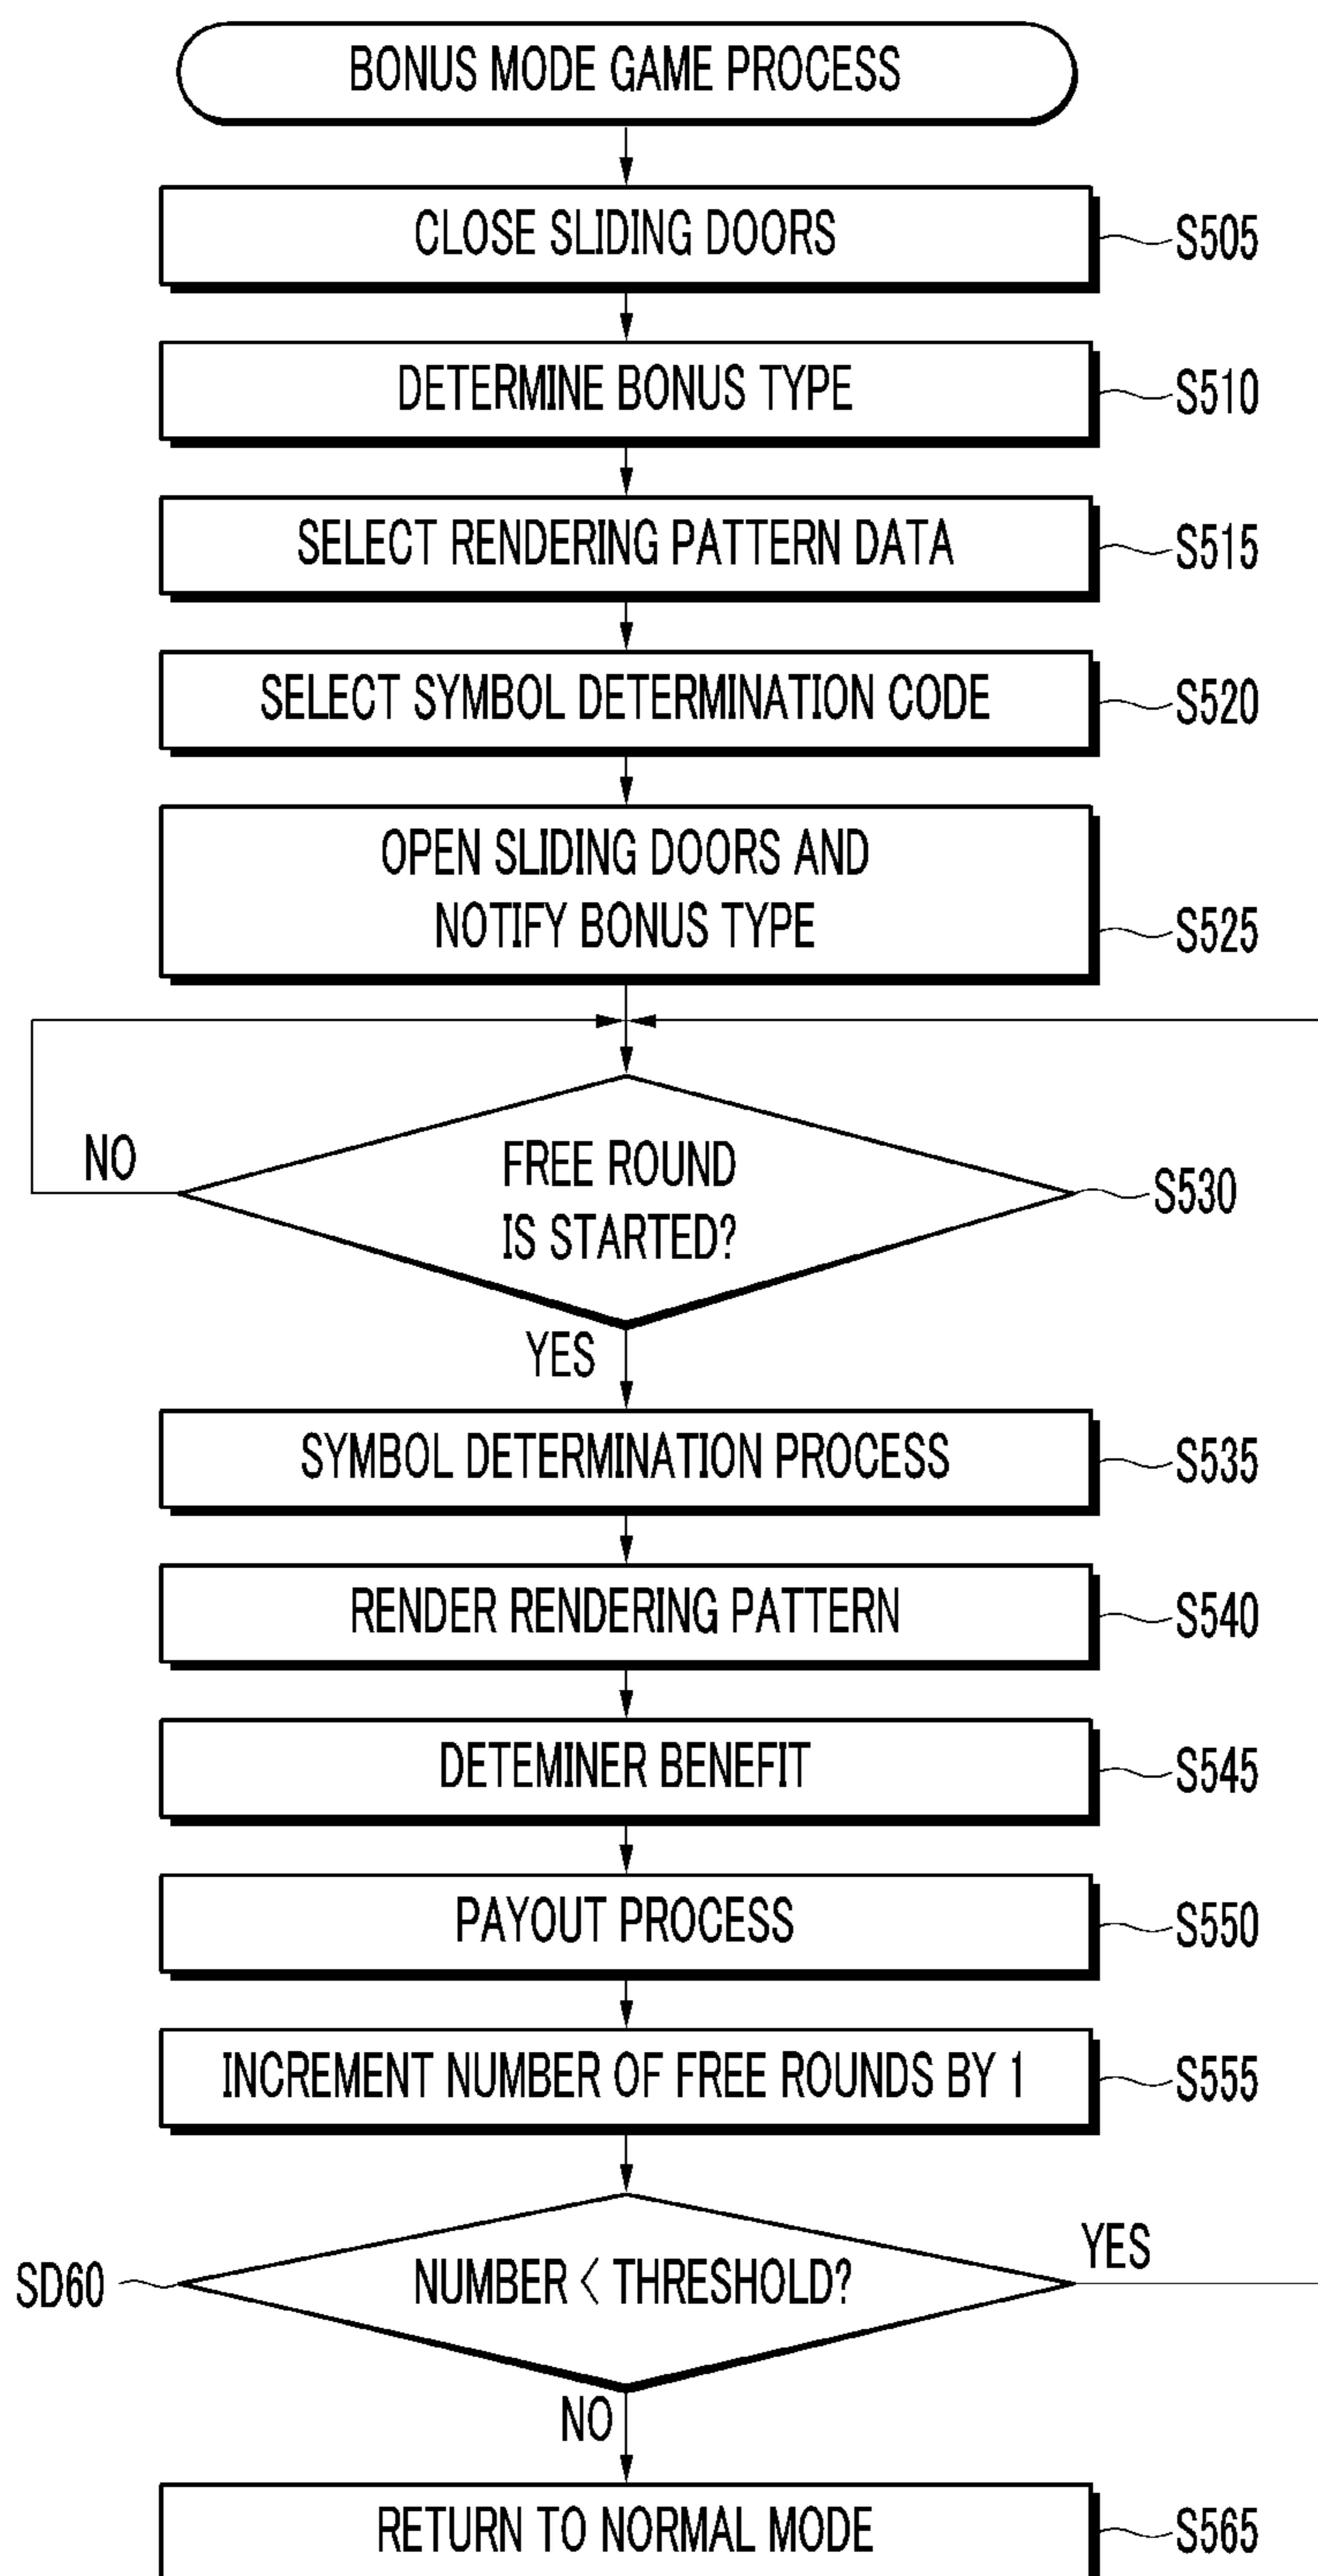 BONUS MODE GAME PROCESS
CLOSE SLIDING DOORS
S505
DETERMINE BONUS TYPE
S510
SELECT RENDERING PATTERN DATA
S515
SELECT SYMBOL DETERMINATION CODE
S520
OPEN SLIDING DOORS AND
NOTIFY BONUS TYPE
S525
NO
FREE ROUND
IS STARTED?
S530
YES
SYMBOL DETERMINATION PROCESS
S535
RENDER RENDERING PATTERN
S540
DETEMINER BENEFIT
S545
PAYOUT PROCESS
S550
INCREMENT NUMBER OF FREE ROUNDS BY 1
S555
SD60
NUMBER < THRESHOLD?
YES
NO
RETURN TO NORMAL MODE
S565